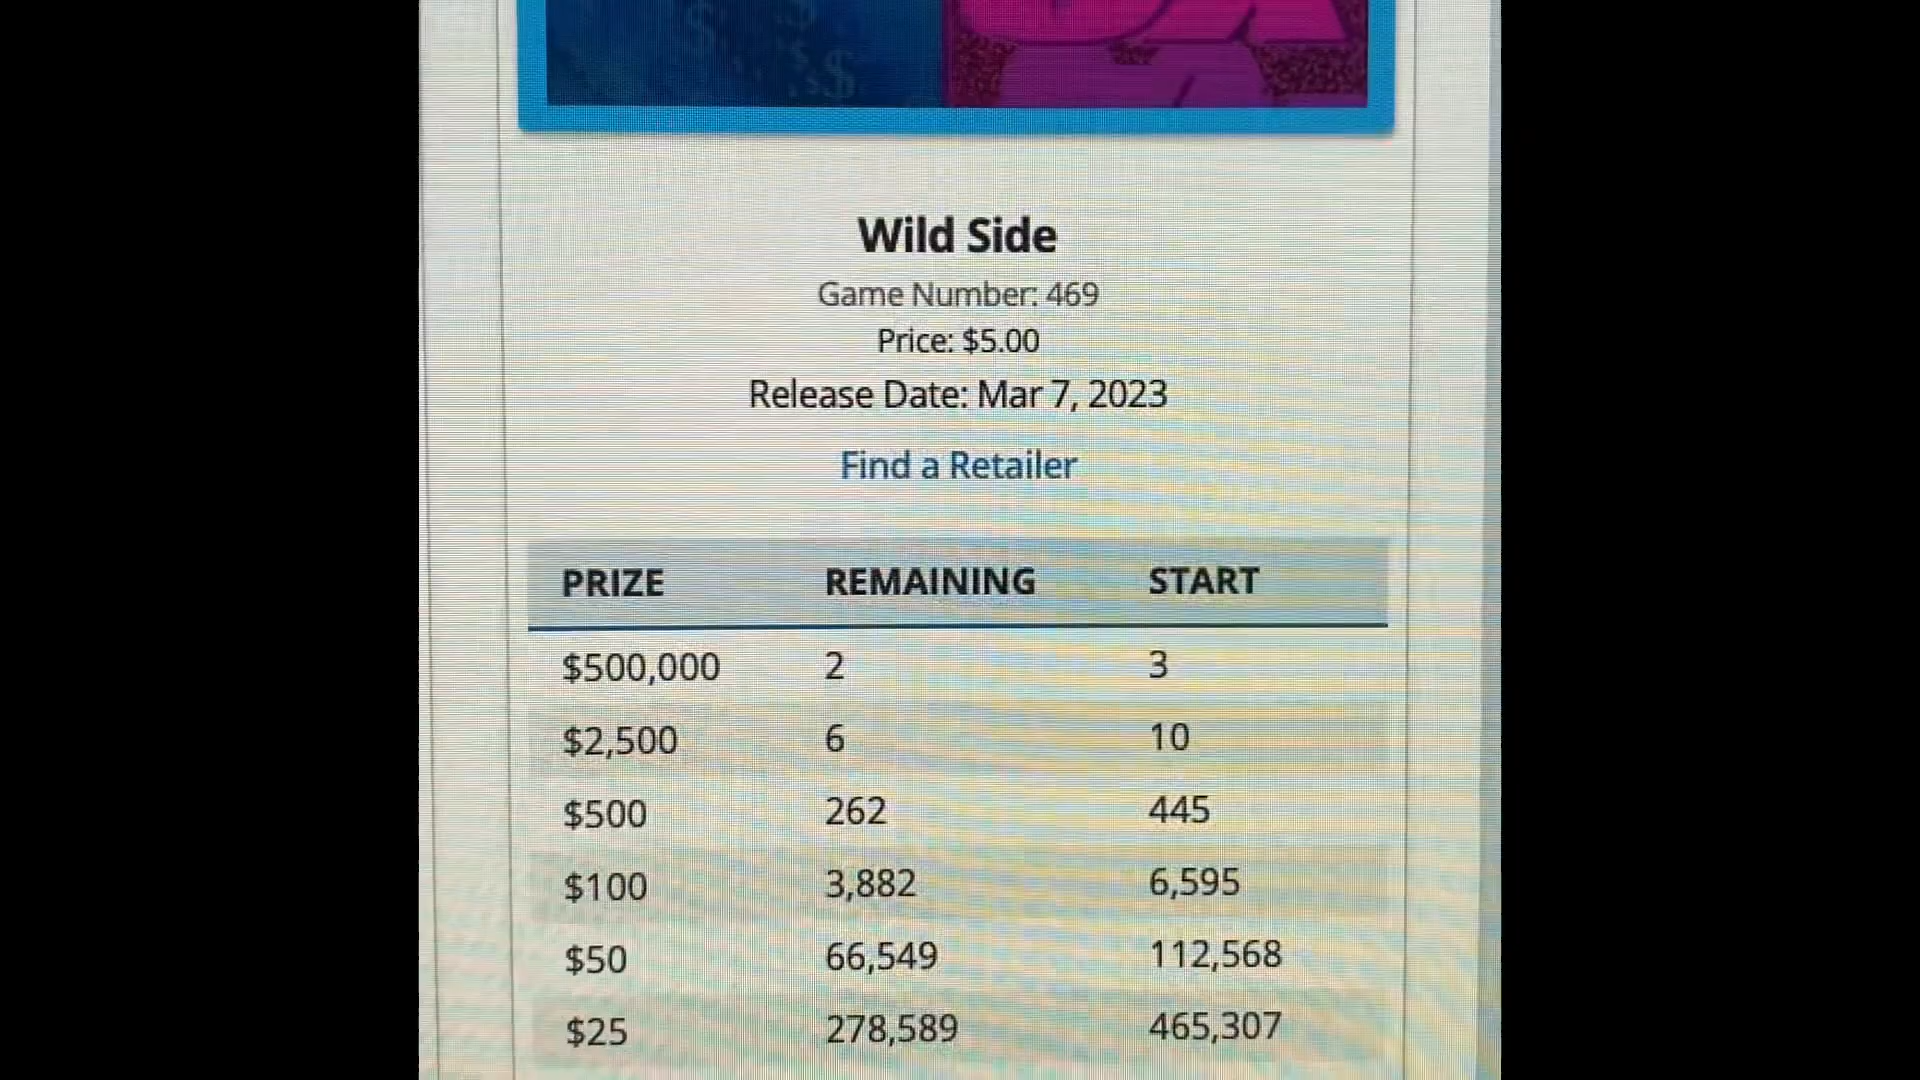 Wild Side
Game Number: 469
Price: $5.00
Release Date: Mar 7, 2023
Find a Retailer
PRIZE REMAINING START
$500,000 2 3
$2,500 6 10
$500 262 445
$100 3,882 6,595
$50 66,549 112,568
$25 278,589 465,307